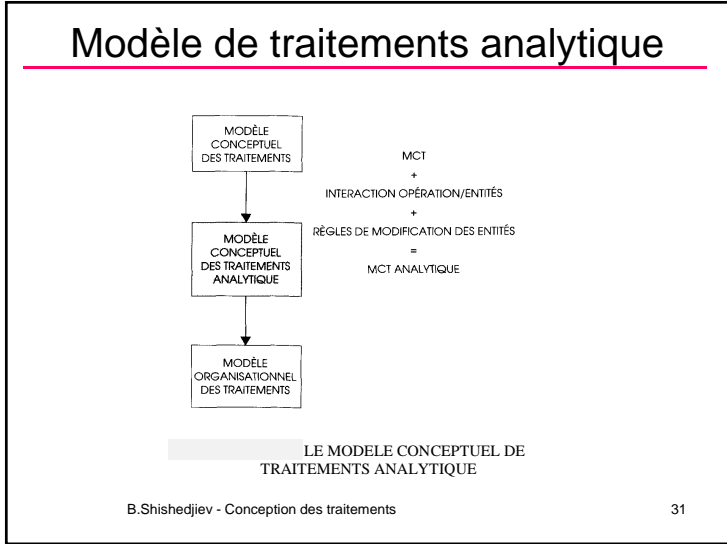 Modèle de traitements analytique
MODÈLE
CONCEPTUEL
DES TRAITEMENTS
MCT
+
INTERACTION OPÉRATION/ENTITÉS
+
RÈGLES DE MODIFICATION DES ENTITÉS
=
MCT ANALYTIQUE
MODÈLE
CONCEPTUEL
DES TRAITEMENTS
ANALYTIQUE
MODÈLE
ORGANISATIONNEL
DES TRAITEMENTS
LE MODELE CONCEPTUEL DE
TRAITEMENTS ANALYTIQUE
B.Shishedjiev - Conception des traitements
31